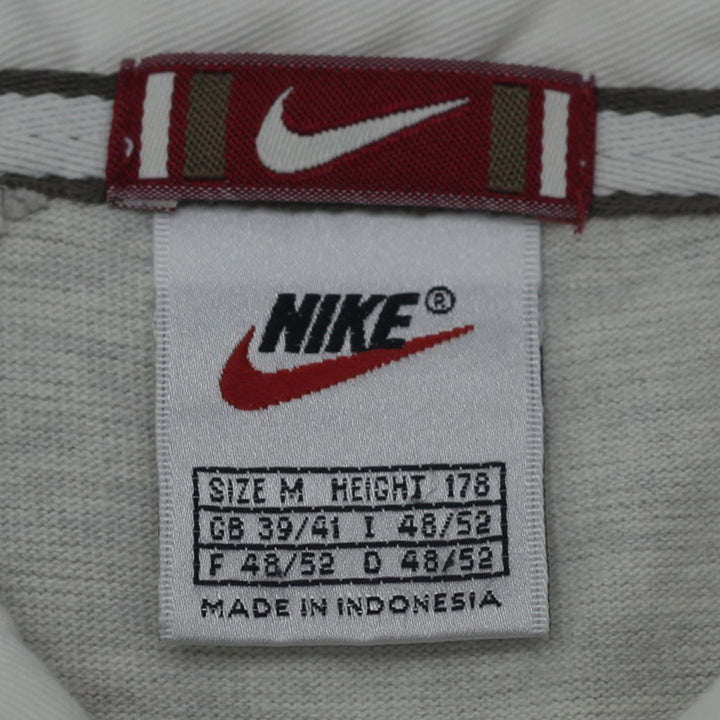 NIKE®
SIZE M HEIGHT 178
GB 39/41 I 48/52
F 48/52 D 48/52
MADE IN INDONESIA